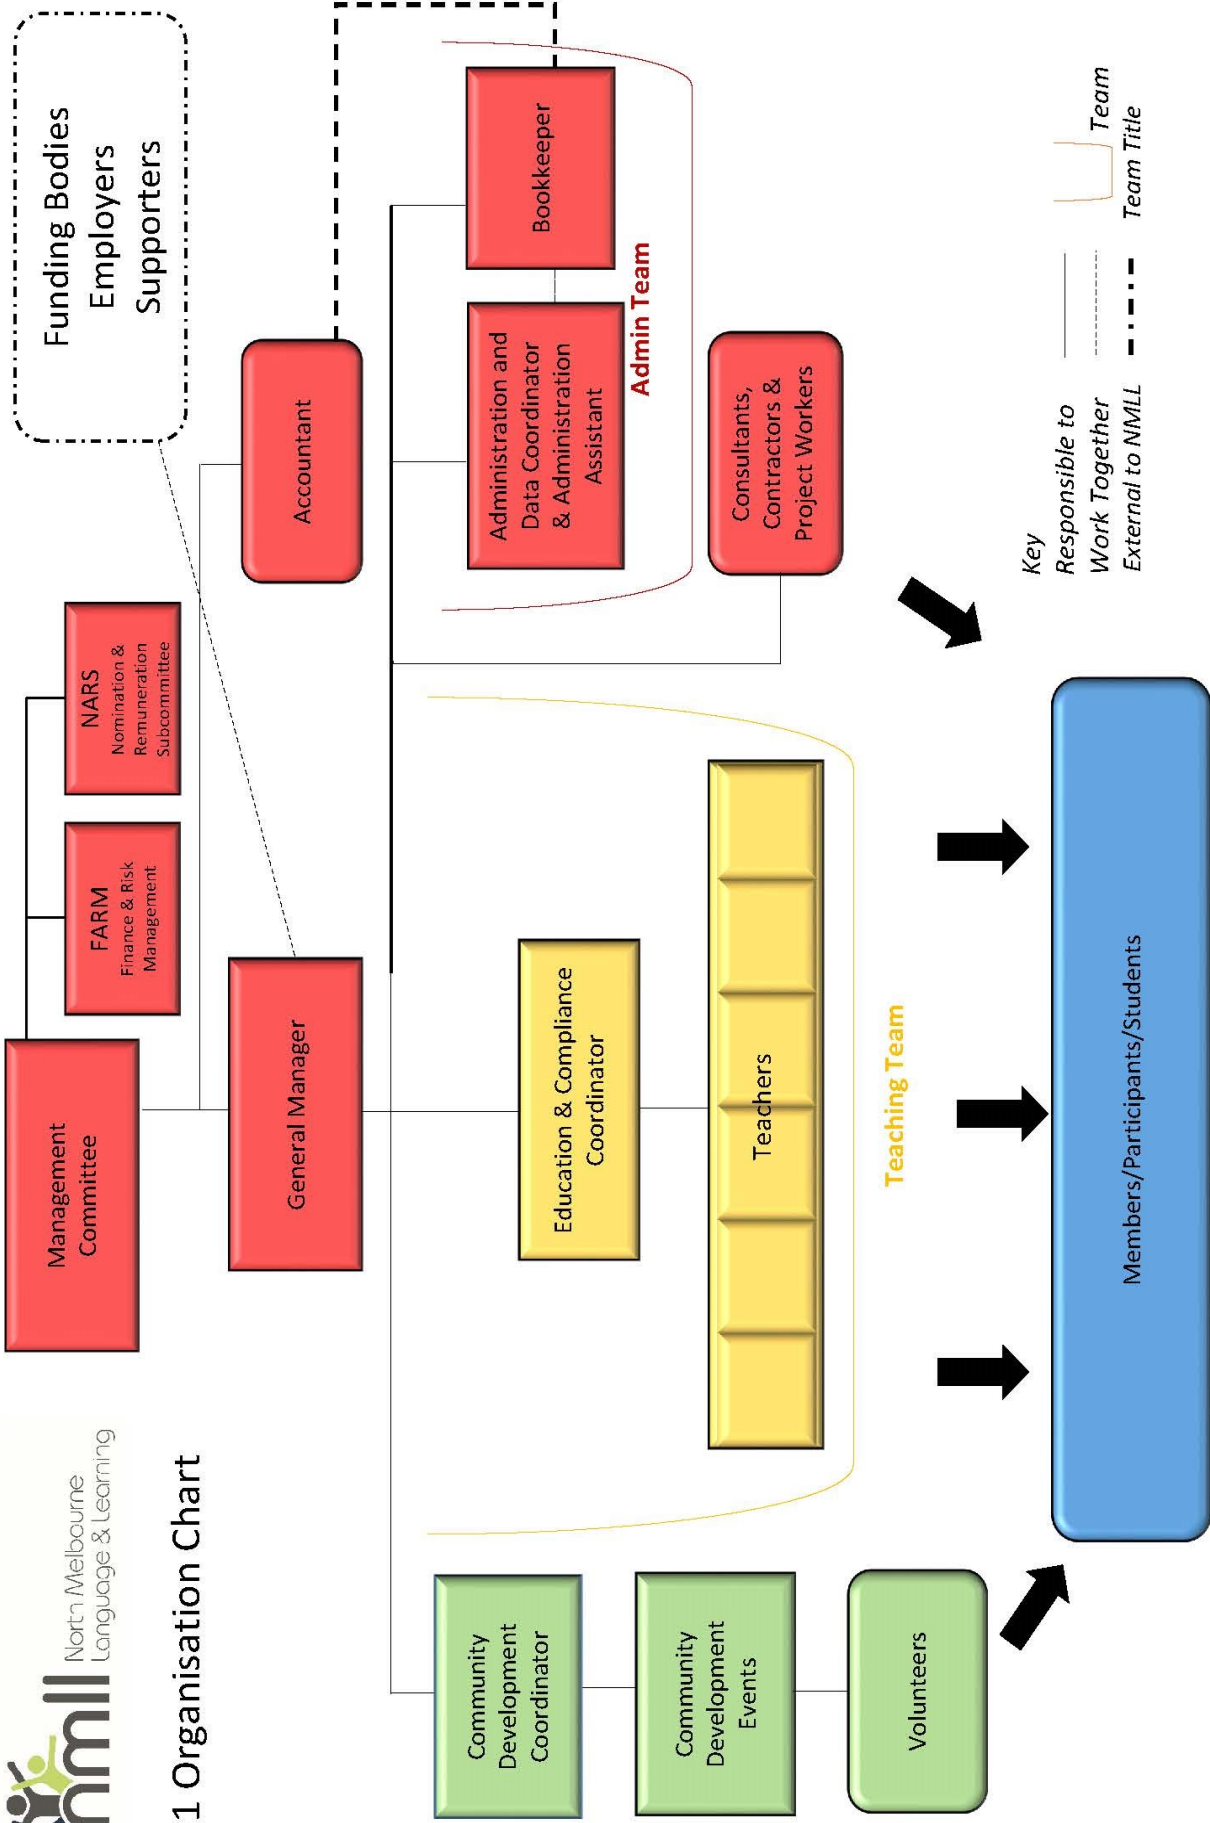 nmll
North Melbourne
Language & Learning
1 Organisation Chart
Management
Committee
FARM
Finance & Risk
Management
NARS
Nomination &
Remuneration
Subcommittee
Funding Bodies
Employers
Supporters
General Manager
Accountant
Community
Development
Coordinator
Community
Development
Events
Volunteers
Education & Compliance
Coordinator
Teachers
Teaching Team
Administration and
Data Coordinator
& Administration
Assistant
Bookkeeper
Admin Team
Consultants,
Contractors &
Project Workers
Members/Participants/Students
Key
Responsible to
Work Together
External to NMLL
Team
Team Title